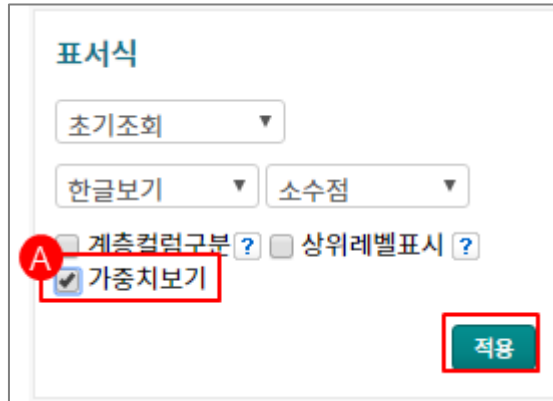 표서식
초기조회 ▼
한글보기 ▼ 소수점 ▼
계층컬럼구분 ? 상위레벨표시 ?
A
가중치보기
적용